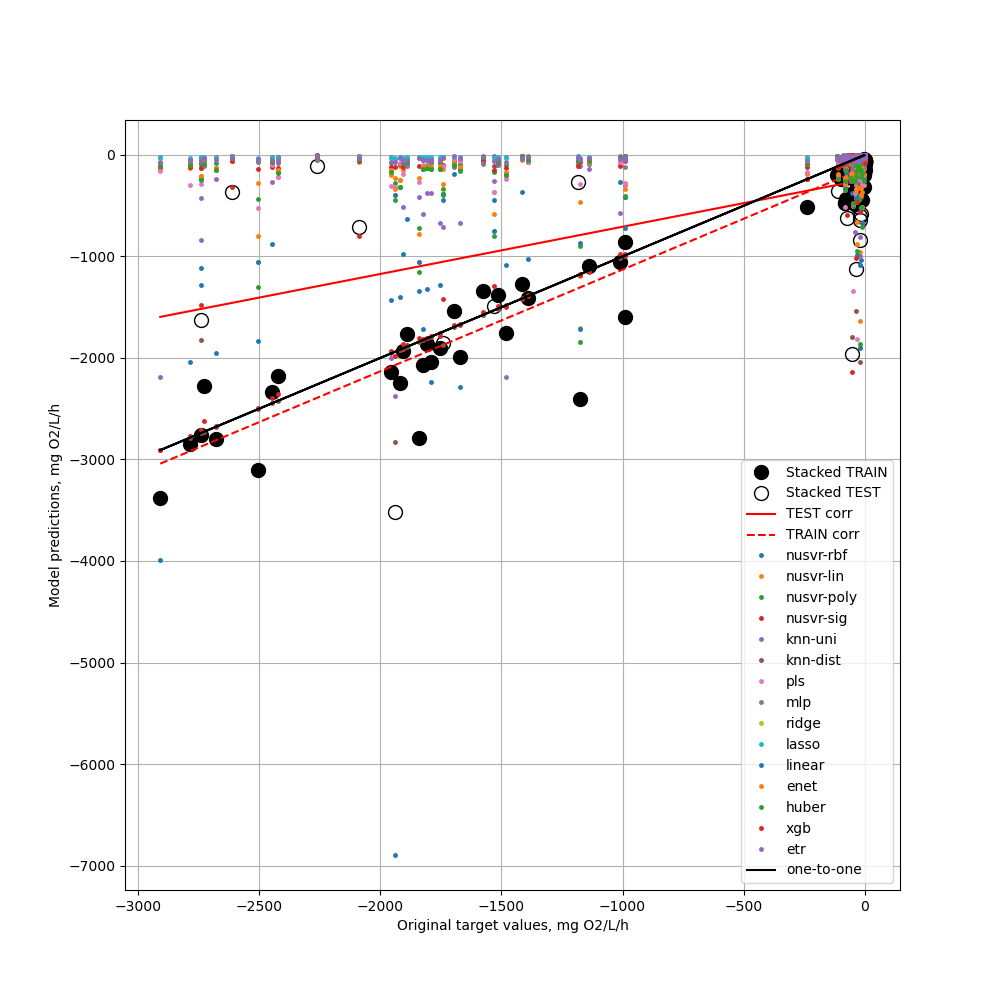 0
−1000
−2000
−3000
−4000
−5000
−6000
−7000
Model predictions, mg O2/L/h
−3000
−2500
−2000
−1500
−1000
−500
0
Original target values, mg O2/L/h
Stacked TRAIN
Stacked TEST
TEST corr
TRAIN corr
nusvr-rbf
nusvr-lin
nusvr-poly
nusvr-sig
knn-uni
knn-dist
pls
mlp
ridge
lasso
linear
enet
huber
xgb
etr
one-to-one